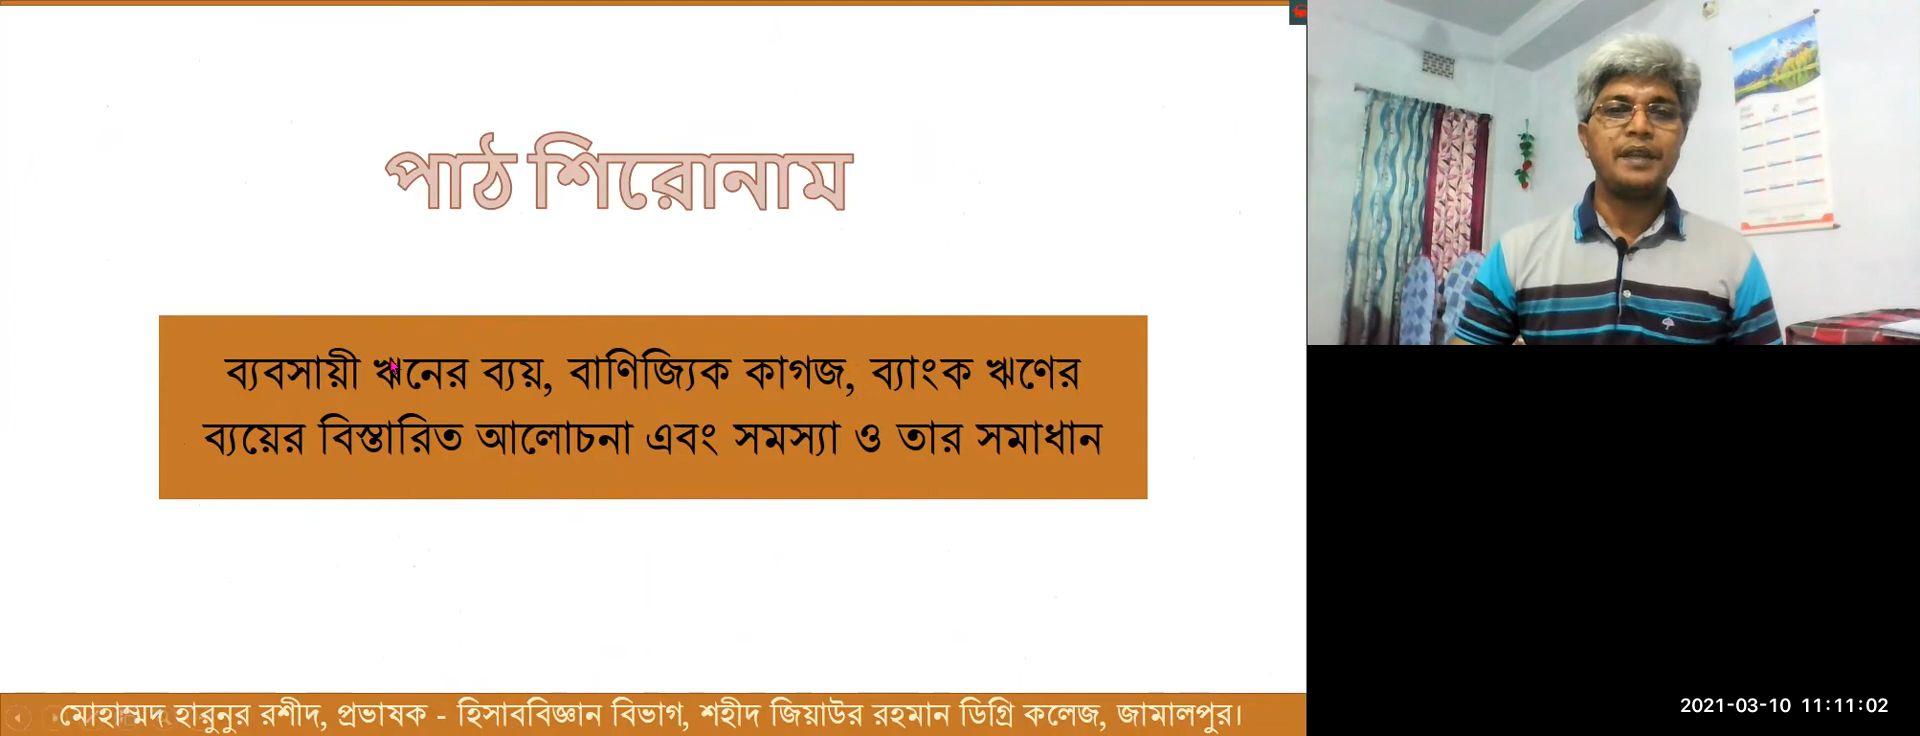 পাঠ শিরোনাম
ব্যবসায়ী ঋনের ব্যয়, বাণিজ্যিক কাগজ, ব্যাংক ঋণের
ব্যয়ের বিস্তারিত আলোচনা এবং সমস্যা ও তার সমাধান
মোহাম্মদ হারুনুর রশীদ, প্রভাষক - হিসাববিজ্ঞান বিভাগ, শহীদ জিয়াউর রহমান ডিগ্রি কলেজ, জামালপুর।
2021-03-10 11:11:02